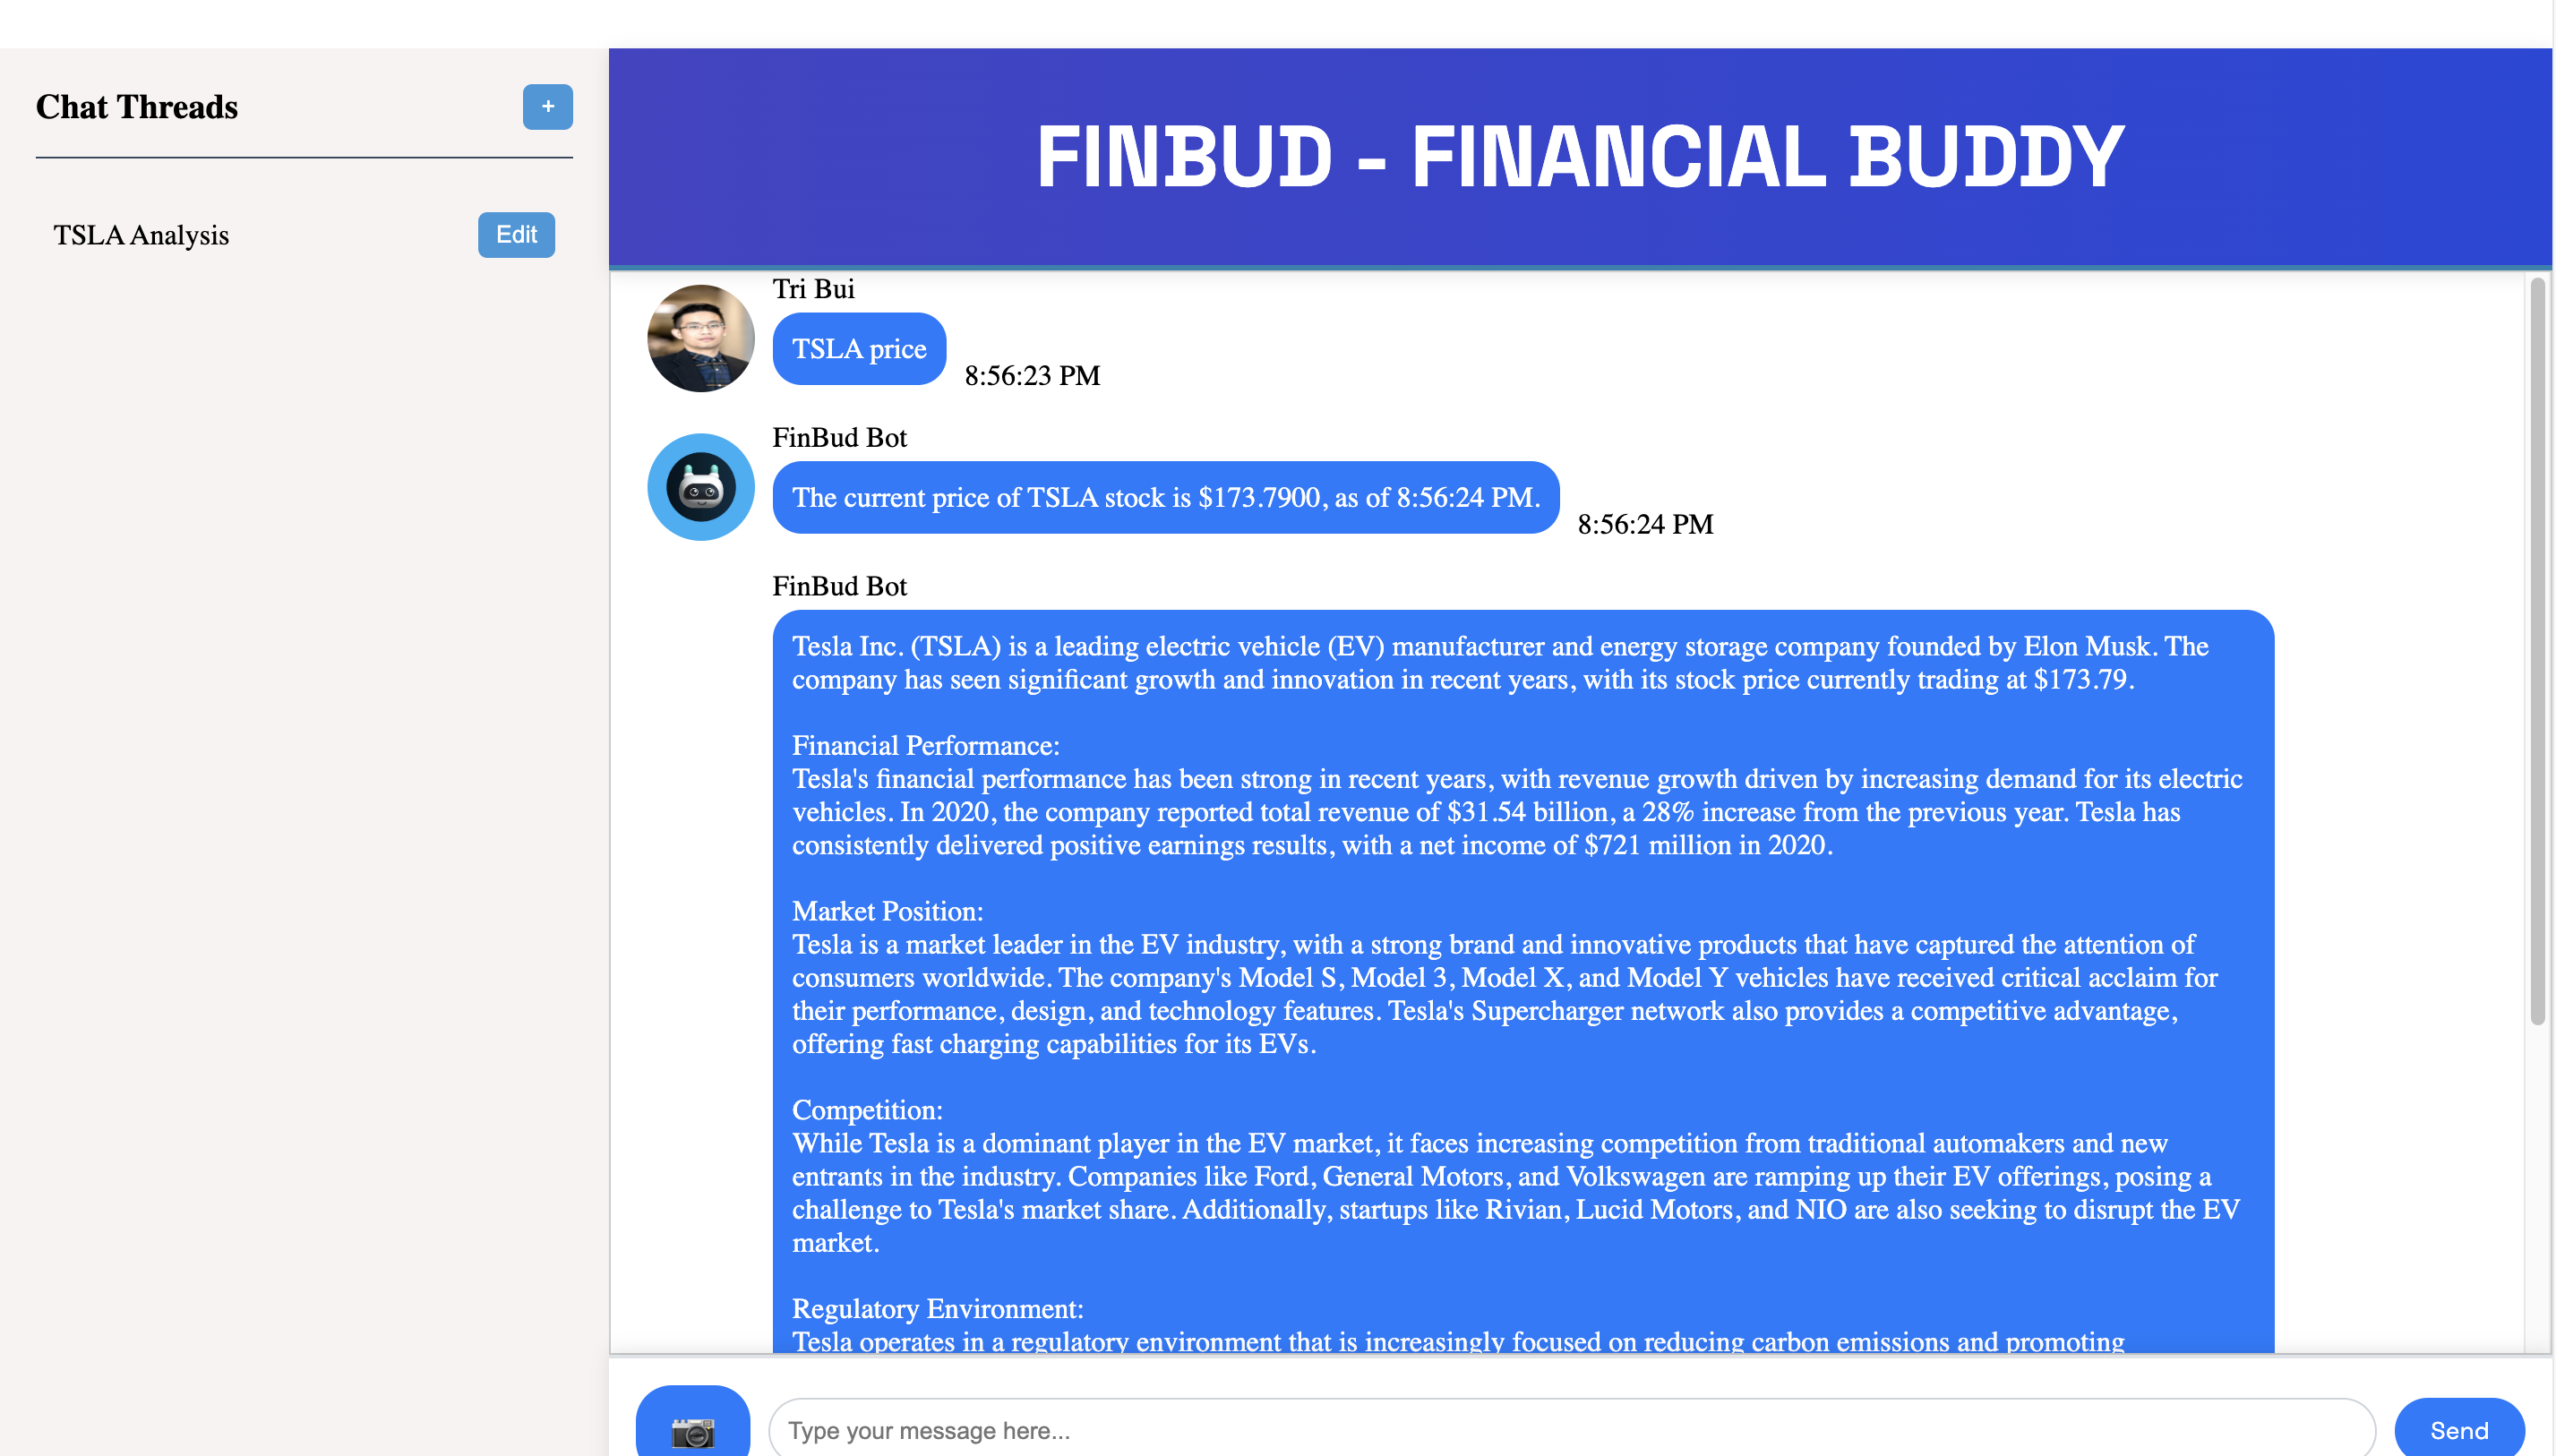 Chat Threads
+
TSLA Analysis
Edit
FINBUD - FINANCIAL BUDDY
Tri Bui
TSLA price
8:56:23 PM
FinBud Bot
The current price of TSLA stock is $173.7900, as of 8:56:24 PM.
8:56:24 PM
FinBud Bot
Tesla Inc. (TSLA) is a leading electric vehicle (EV) manufacturer and energy storage company founded by Elon Musk. The
company has seen significant growth and innovation in recent years, with its stock price currently trading at $173.79.
Financial Performance:
Tesla's financial performance has been strong in recent years, with revenue growth driven by increasing demand for its electric
vehicles. In 2020, the company reported total revenue of $31.54 billion, a 28% increase from the previous year. Tesla has
consistently delivered positive earnings results, with a net income of $721 million in 2020.
Market Position:
Tesla is a market leader in the EV industry, with a strong brand and innovative products that have captured the attention of
consumers worldwide. The company's Model S, Model 3, Model X, and Model Y vehicles have received critical acclaim for
their performance, design, and technology features. Tesla's Supercharger network also provides a competitive advantage,
offering fast charging capabilities for its EVs.
Competition:
While Tesla is a dominant player in the EV market, it faces increasing competition from traditional automakers and new
entrants in the industry. Companies like Ford, General Motors, and Volkswagen are ramping up their EV offerings, posing a
challenge to Tesla's market share. Additionally, startups like Rivian, Lucid Motors, and NIO are also seeking to disrupt the EV
market.
Regulatory Environment:
Tesla operates in a regulatory environment that is increasingly focused on reducing carbon emissions and promoting
Type your message here...
Send